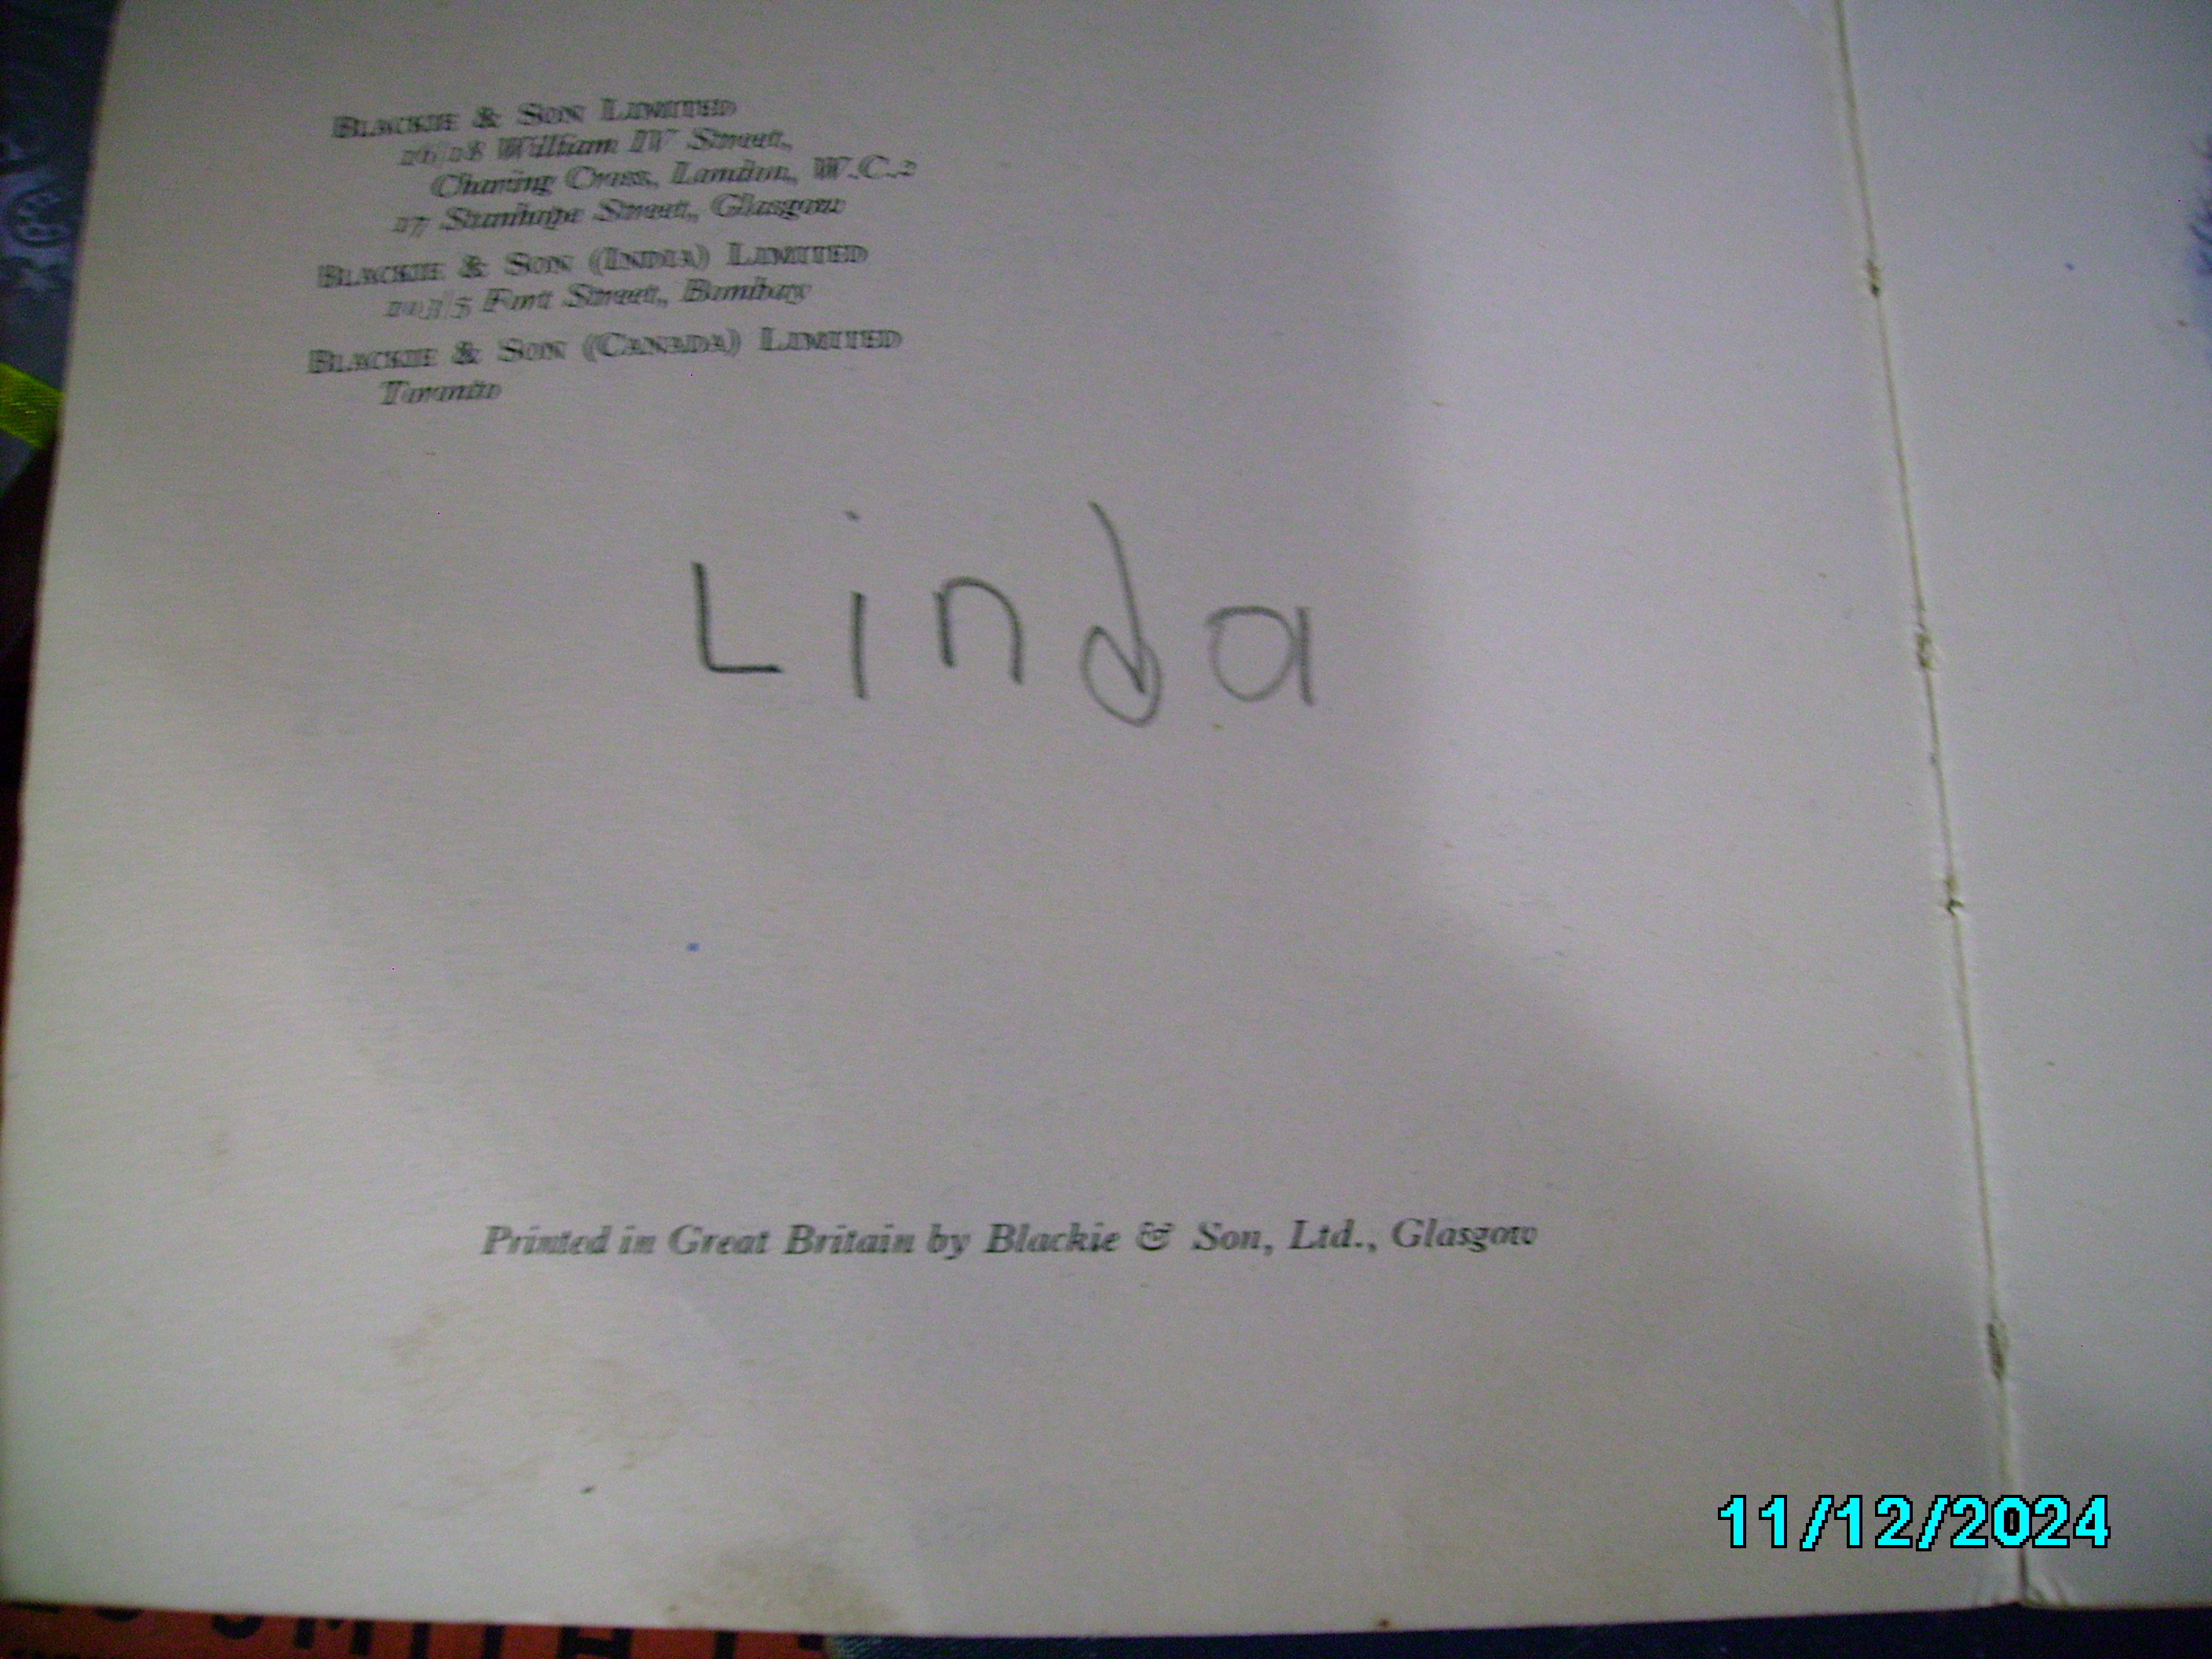 BLACKIE & SON LIMITED
16/18 William IV Street,
Charing Cross, London, W.C.2
17 Stanhope Street, Glasgow
BLACKIE & SON (INDIA) LIMITED
103/5 Fort Street, Bombay
BLACKIE & SON (CANADA) LIMITED
Toronto
Linda
Printed in Great Britain by Blackie & Son, Ltd., Glasgow
11/12/2024